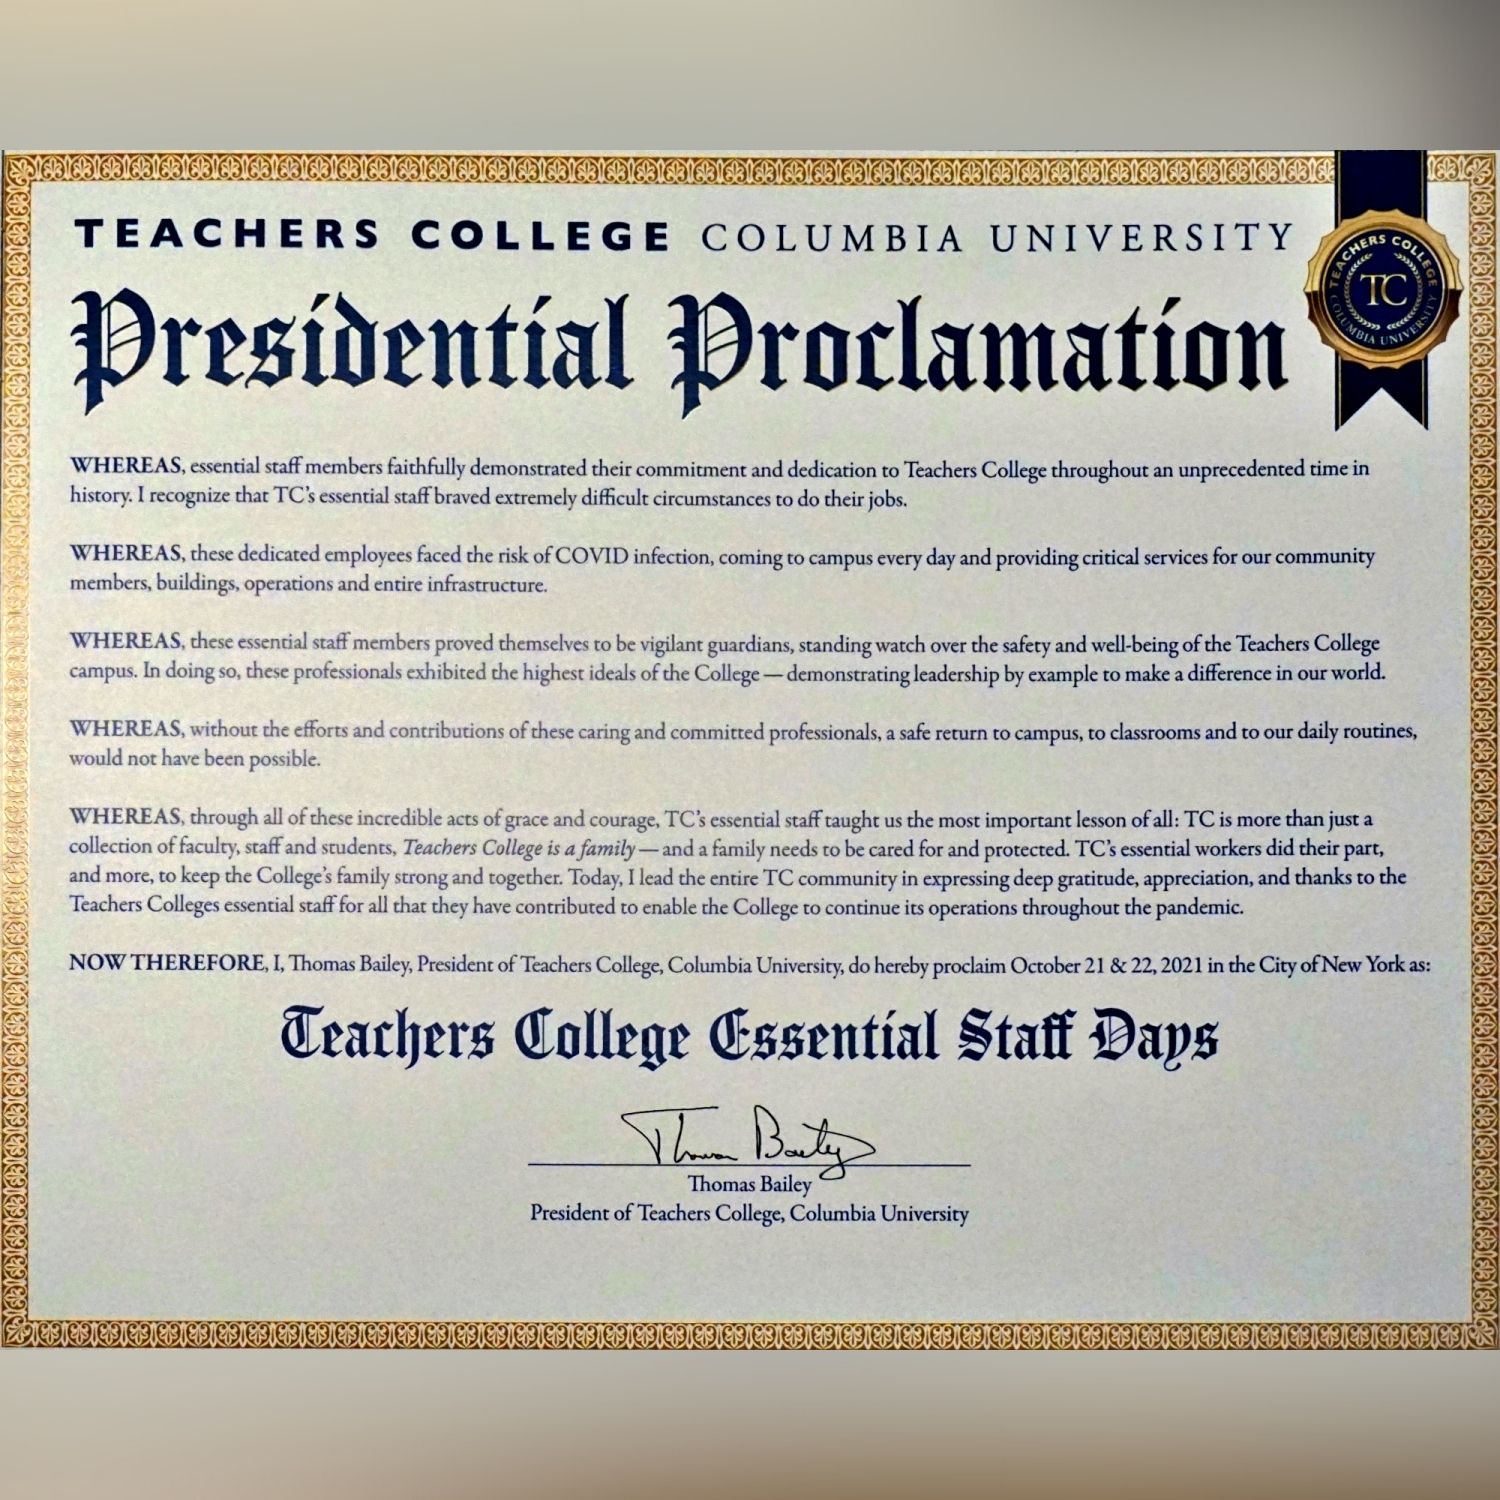 TEACHERS COLLEGE COLUMBIA UNIVERSITY
Presidential Proclamation
TEACHERS COLLEGE
TC
COLUMBIA UNIVERSITY
WHEREAS, essential staff members faithfully demonstrated their commitment and dedication to Teachers College throughout an unprecedented time in
history. I recognize that TC's essential staff braved extremely difficult circumstances to do their jobs.
WHEREAS, these dedicated employees faced the risk of COVID infection, coming to campus every day and providing critical services for our community
members, buildings, operations and entire infrastructure.
WHEREAS, these essential staff members proved themselves to be vigilant guardians, standing watch over the safety and well-being of the Teachers College
campus. In doing so, these professionals exhibited the highest ideals of the College — demonstrating leadership by example to make a difference in our world.
WHEREAS, without the efforts and contributions of these caring and committed professionals, a safe return to campus, to classrooms and to our daily routines,
would not have been possible.
WHEREAS, through all of these incredible acts of grace and courage, TC's essential staff taught us the most important lesson of all: TC is more than just a
collection of faculty, staff and students, Teachers College is a family — and a family needs to be cared for and protected. TC's essential workers did their part,
and more, to keep the College's family strong and together. Today, I lead the entire TC community in expressing deep gratitude, appreciation, and thanks to the
Teachers Colleges essential staff for all that they have contributed to enable the College to continue its operations throughout the pandemic.
NOW THEREFORE, I, Thomas Bailey, President of Teachers College, Columbia University, do hereby proclaim October 21 & 22, 2021 in the City of New York as:
Teachers College Essential Staff Days
Thomas Bailey
Thomas Bailey
President of Teachers College, Columbia University